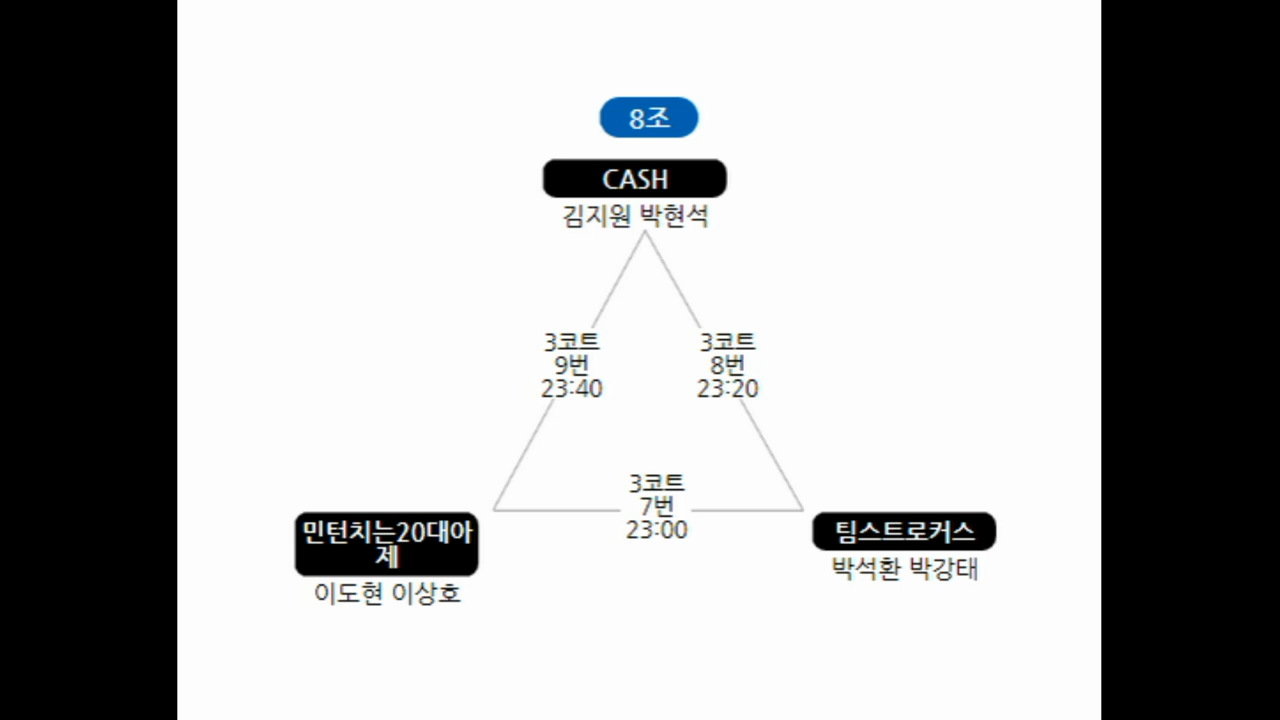 8조
CASH
김지원 박현석
3코트
9번
23:40
3코트
8번
23:20
3코트
7번
23:00
민턴치는20대아
제
이도현 이상호
팀스트로커스
박석환 박강태